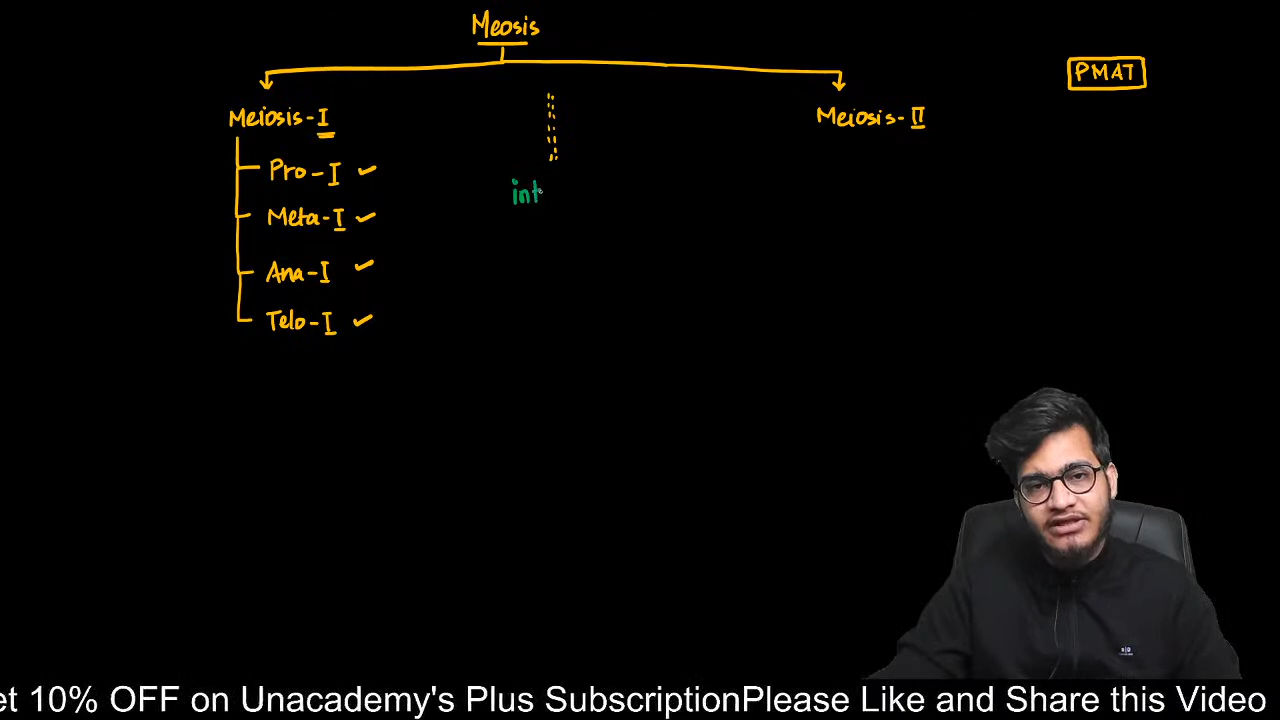 Meosis
PMAT
Meiosis-I
Meiosis-II
Pro-I
int
Meta-I
Ana-I
Telo-I
et 10% OFF on Unacademy's Plus SubscriptionPlease Like and Share this Video